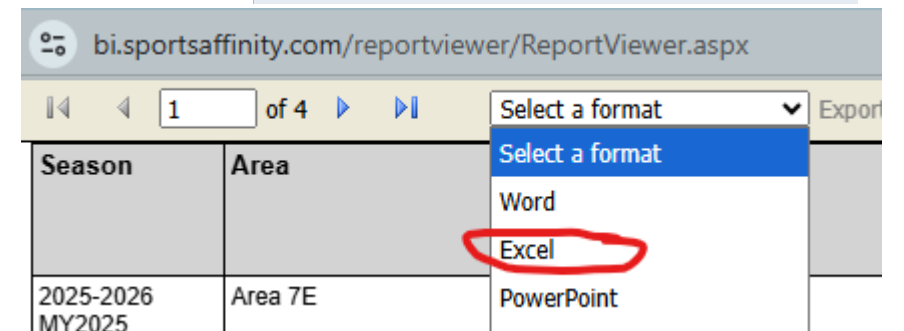 bi.sportsaffinity.com/reportviewer/ReportViewer.aspx
1 of 4 Select a format Export
Season Area Select a format
Word
Excel
2025-2026 Area 7E PowerPoint
MY2025